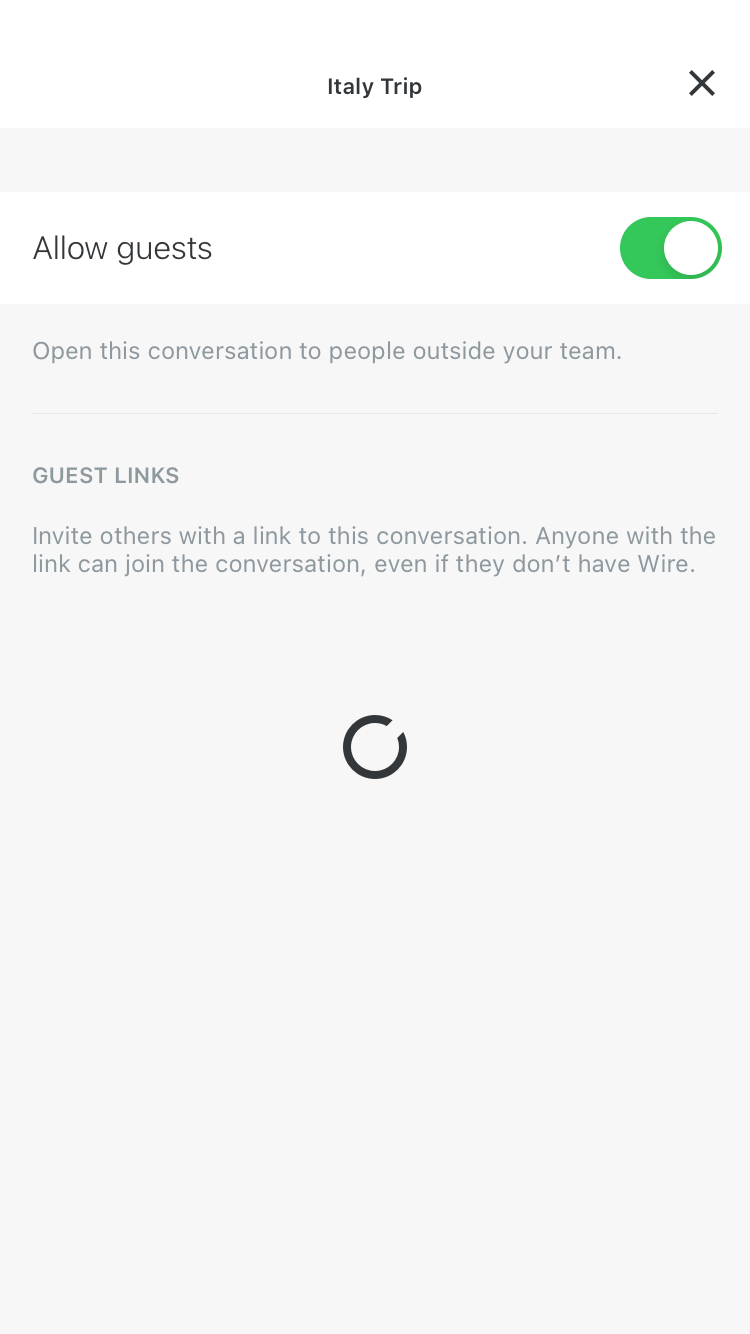 Italy Trip
Allow guests
Open this conversation to people outside your team.
GUEST LINKS
Invite others with a link to this conversation. Anyone with the
link can join the conversation, even if they don’t have Wire.